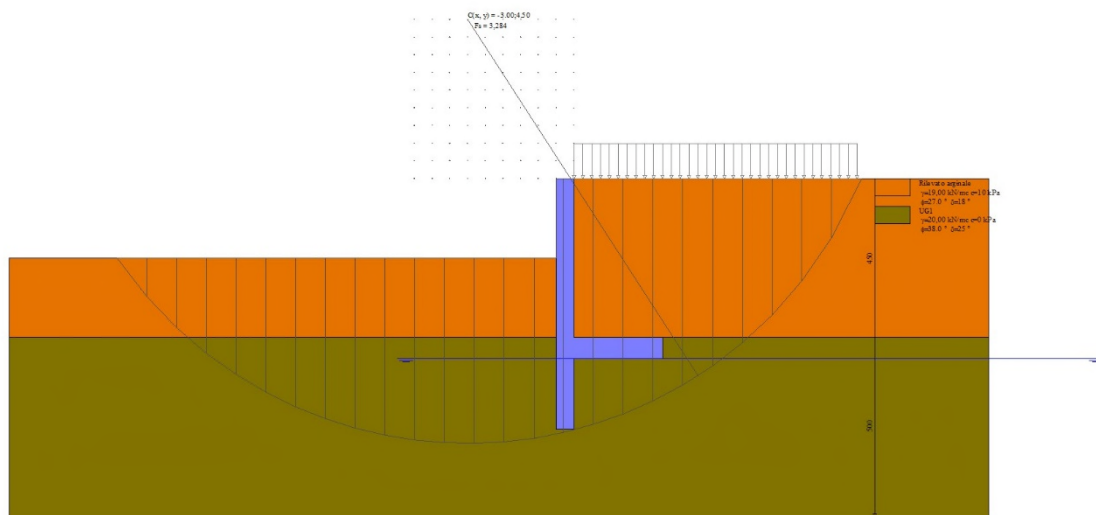 C(x, y) = -3.00;4,50
Fs = 3,284
Rilevato arginale
γ=19,00 kN/mc c=10 kPa
ϕ=27.0 ° δ=18 °
UG1
γ=20,00 kN/mc c=0 kPa
ϕ=38.0 ° δ=25 °
450
500